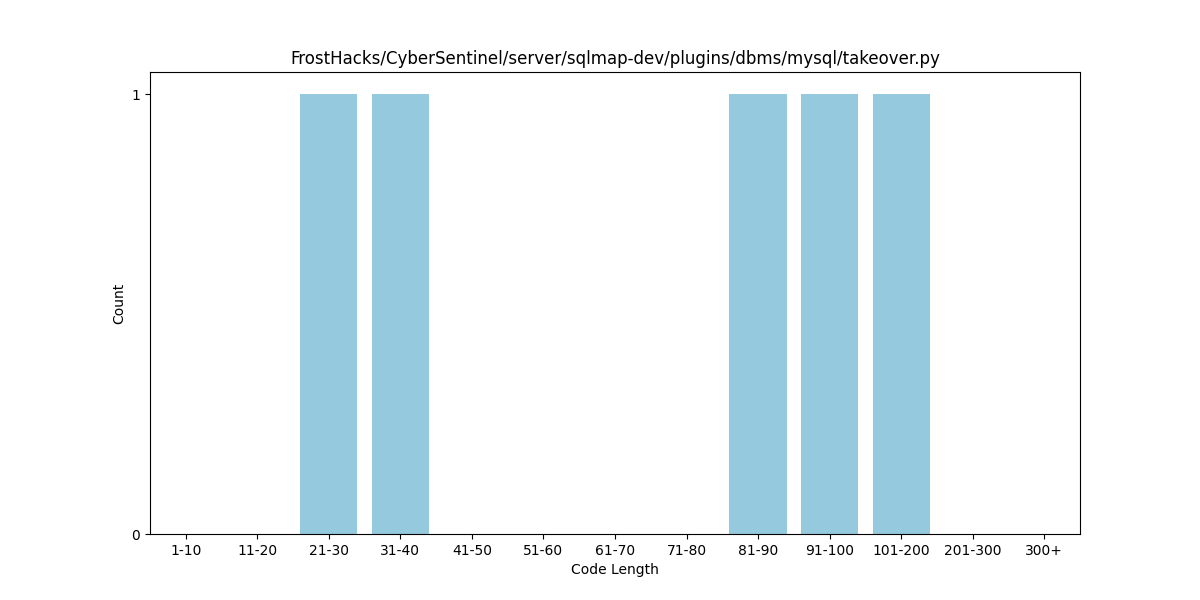 FrostHacks/CyberSentinel/server/sqlmap-dev/plugins/dbms/mysql/takeover.py
1
Count
0
1-10 11-20 21-30 31-40 41-50 51-60 61-70 71-80 81-90 91-100 101-200 201-300 300+
Code Length